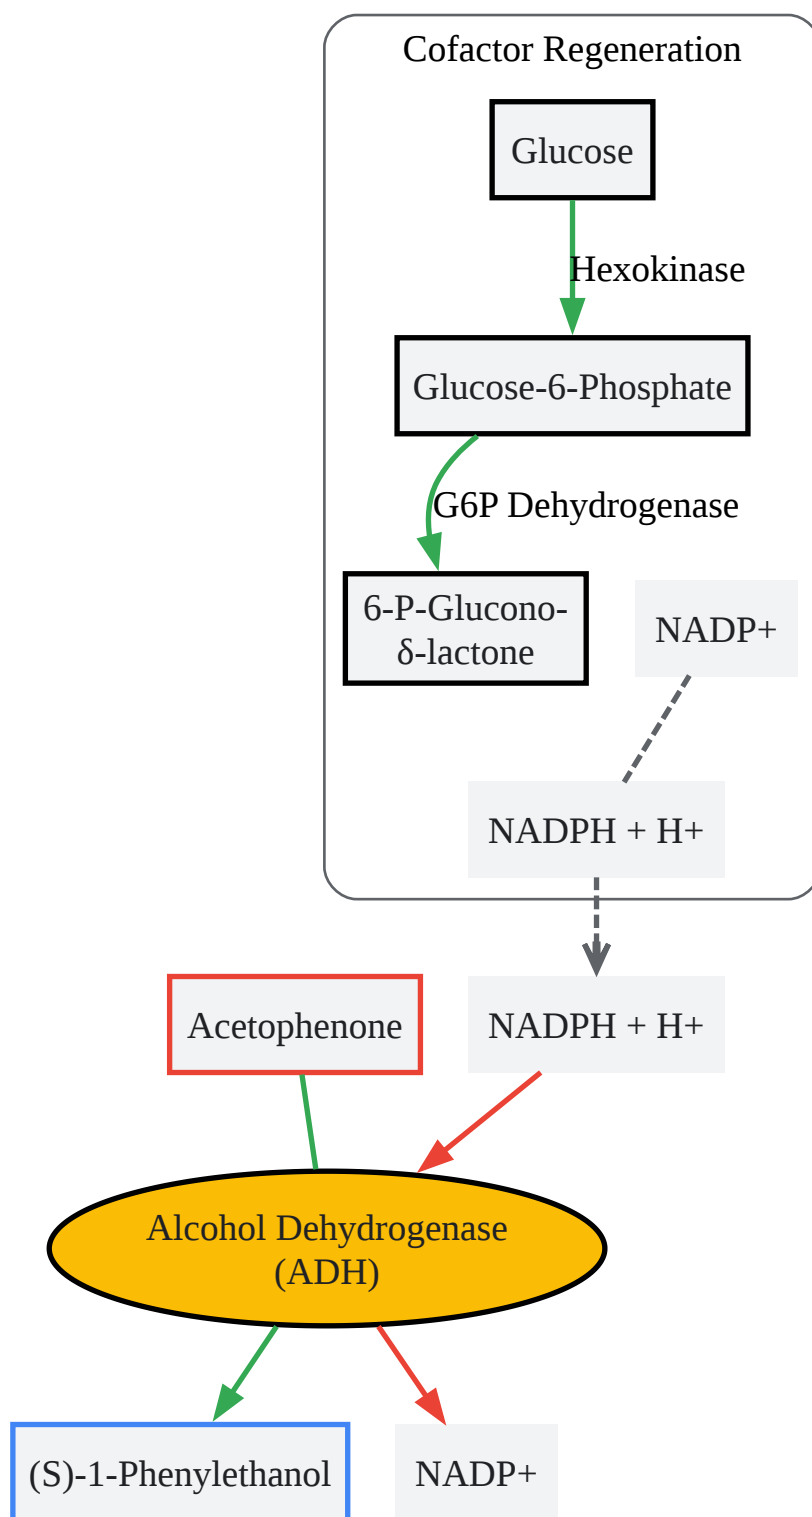 Cofactor Regeneration
Glucose
Hexokinase
Glucose-6-Phosphate
G6P Dehydrogenase
6-P-Glucono-
δ-lactone
NADP+
NADPH + H+
Acetophenone
NADPH + H+
Alcohol Dehydrogenase
(ADH)
(S)-1-Phenylethanol
NADP+